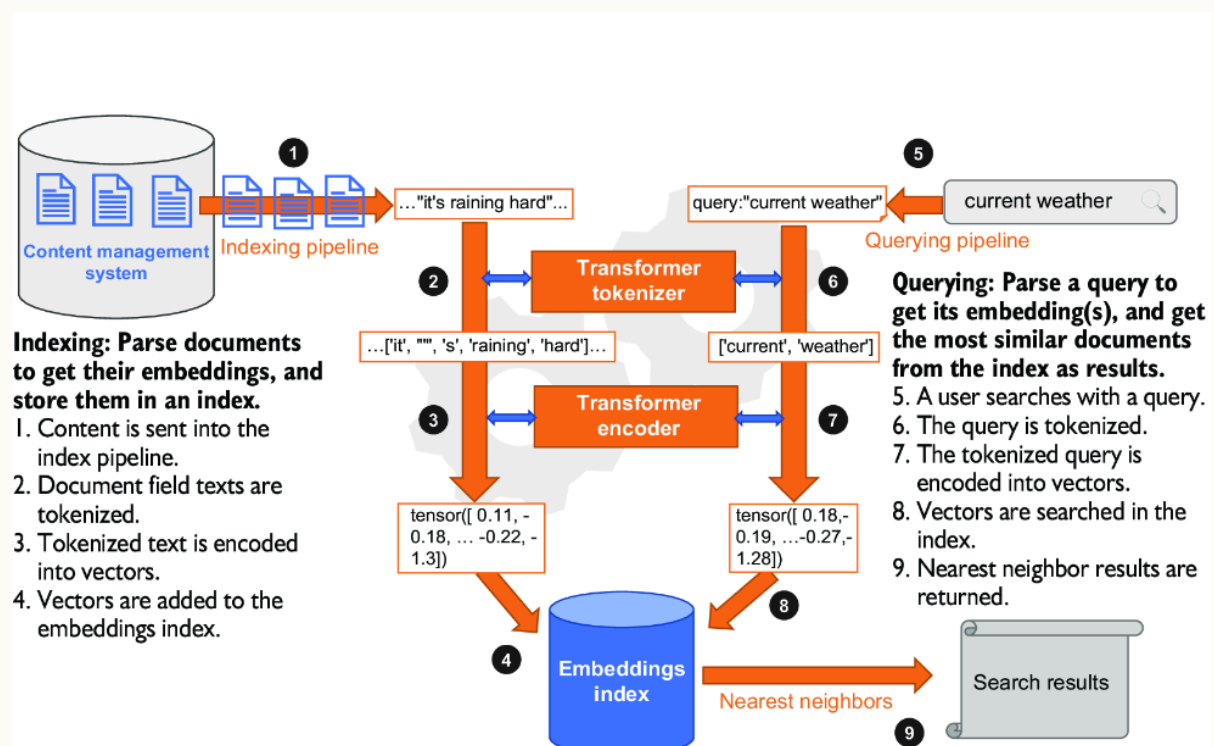 1
5
…"it's raining hard"...
query:"current weather"
current weather
Content management
system
Indexing pipeline
Querying pipeline
2
Transformer
tokenizer
6
…['it', '"'", 's', 'raining', 'hard']…
['current', 'weather']
3
Transformer
encoder
7
tensor([ 0.11, -
0.18, … -0.22, -
1.3])
tensor([ 0.18,-
0.19, …-0.27,-
1.28])
Indexing: Parse documents
to get their embeddings, and
store them in an index.
1. Content is sent into the
index pipeline.
2. Document field texts are
tokenized.
3. Tokenized text is encoded
into vectors.
4. Vectors are added to the
embeddings index.
Querying: Parse a query to
get its embedding(s), and get
the most similar documents
from the index as results.
5. A user searches with a query.
6. The query is tokenized.
7. The tokenized query is
encoded into vectors.
8. Vectors are searched in the
index.
9. Nearest neighbor results are
returned.
8
4
Embeddings
index
Nearest neighbors
9
Search results